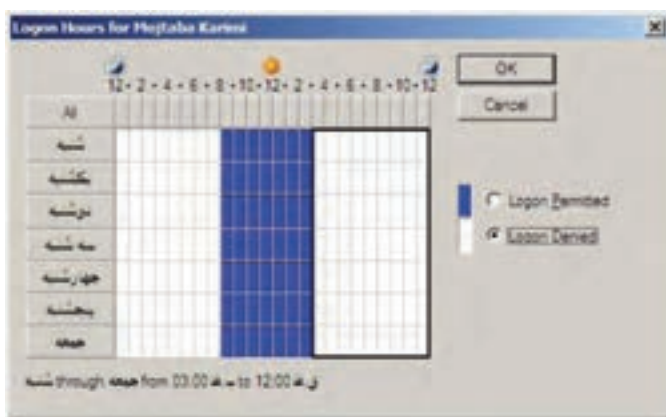 Logon Hours for Mojtaba Karimi
12 • 2 • 4 • 6 • 8 • 10 • 12 • 2 • 4 • 6 • 8 • 10 • 12
OK
Cancel
All
شنبه
یکشنبه
دوشنبه
سه شنبه
چهارشنبه
پنجشنبه
جمعه
Logon Permitted
Logon Denied
شنبه through جمعه from 03:00 ب.ظ to 12:00 ق.ظ